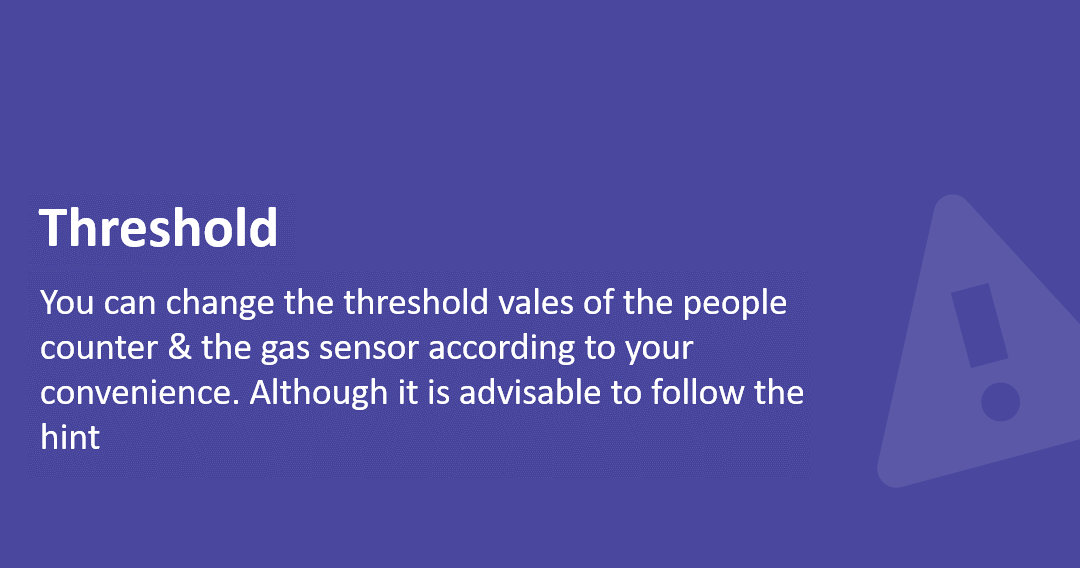 Threshold
You can change the threshold vales of the people
counter & the gas sensor according to your
convenience. Although it is advisable to follow the
hint